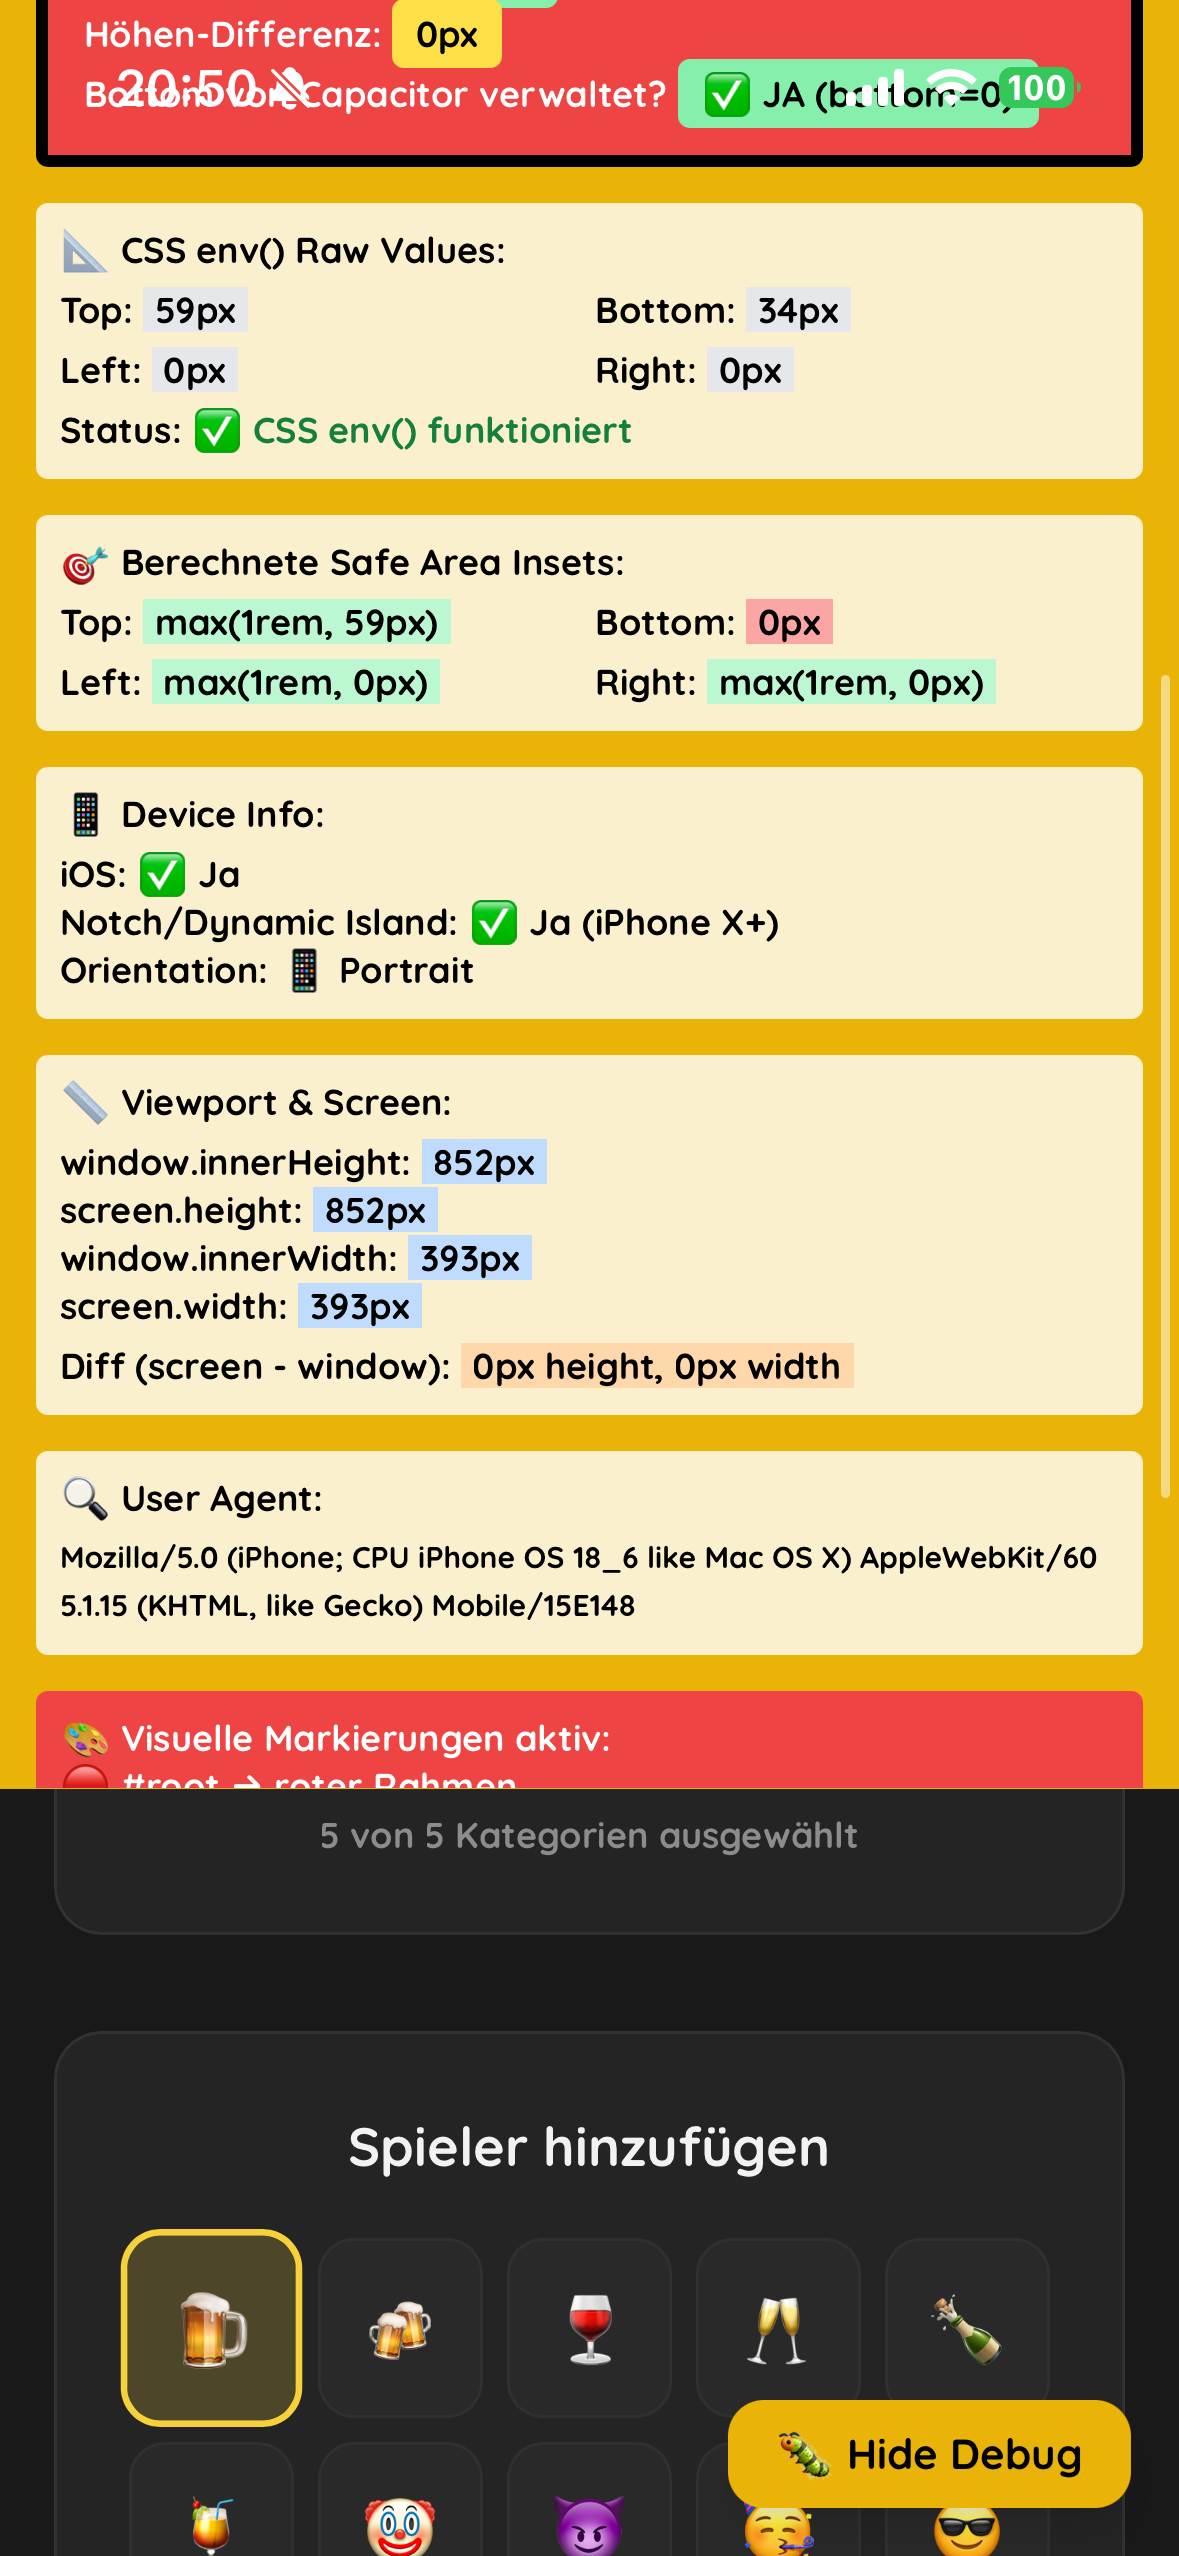 Höhen-Differenz: 0px
Bottom von Capacitor verwaltet? ✅ JA (bottom=0)
20:50
100
📐 CSS env() Raw Values:
Top: 59px Bottom: 34px
Left: 0px Right: 0px
Status: ✅ CSS env() funktioniert
🎯 Berechnete Safe Area Insets:
Top: max(1rem, 59px) Bottom: 0px
Left: max(1rem, 0px) Right: max(1rem, 0px)
📱 Device Info:
iOS: ✅ Ja
Notch/Dynamic Island: ✅ Ja (iPhone X+)
Orientation: 📱 Portrait
📏 Viewport & Screen:
window.innerHeight: 852px
screen.height: 852px
window.innerWidth: 393px
screen.width: 393px
Diff (screen - window): 0px height, 0px width
🔍 User Agent:
Mozilla/5.0 (iPhone; CPU iPhone OS 18_6 like Mac OS X) AppleWebKit/60
5.1.15 (KHTML, like Gecko) Mobile/15E148
🎨 Visuelle Markierungen aktiv:
🔴 #root → roter Rahmen
5 von 5 Kategorien ausgewählt
Spieler hinzufügen
🐛 Hide Debug